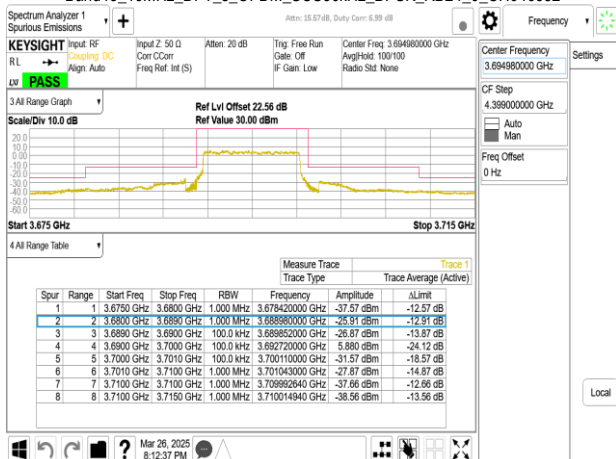 Spectrum Analyzer 1
Spurious Emissions
Attn: 15.57dB, Duty Corr: 6.99 dB
Frequency
KEYSIGHT
RL
Input: RF
Coupling: DC
Align: Auto
Input Z: 50 Ω
Corr CCorr
Freq Ref: Int (S)
Atten: 20 dB
Trig: Free Run
Gate: Off
IF Gain: Low
Center Freq: 3.694980000 GHz
Avg|Hold: 100/100
Radio Std: None
PASS
Center Frequency
3.694980000 GHz
Settings
CF Step
4.399000000 GHz
Auto
Man
Freq Offset
0 Hz
3 All Range Graph
Scale/Div 10.0 dB
Ref Lvl Offset 22.56 dB
Ref Value 30.00 dBm
20.0
10.0
0.00
-10.0
-20.0
-30.0
-40.0
-50.0
-60.0
Start 3.675 GHz
Stop 3.715 GHz
4 All Range Table
Measure Trace Trace 1
Trace Type Trace Average (Active)
Spur Range Start Freq Stop Freq RBW Frequency Amplitude ΔLimit
1 1 3.6750 GHz 3.6800 GHz 1.000 MHz 3.678420000 GHz -37.57 dBm -12.57 dB
2 2 3.6800 GHz 3.6890 GHz 1.000 MHz 3.688980000 GHz -25.91 dBm -12.91 dB
3 3 3.6890 GHz 3.6900 GHz 100.0 kHz 3.689852000 GHz -26.87 dBm -13.87 dB
4 4 3.6900 GHz 3.7000 GHz 100.0 kHz 3.692720000 GHz 5.880 dBm -24.12 dB
5 5 3.7000 GHz 3.7010 GHz 100.0 kHz 3.700110000 GHz -31.57 dBm -18.57 dB
6 6 3.7010 GHz 3.7100 GHz 1.000 MHz 3.701043000 GHz -27.87 dBm -14.87 dB
7 7 3.7100 GHz 3.7100 GHz 1.000 MHz 3.709992640 GHz -37.66 dBm -12.66 dB
8 8 3.7100 GHz 3.7150 GHz 1.000 MHz 3.710014940 GHz -38.56 dBm -13.56 dB
Local
?
Mar 26, 2025
8:12:37 PM